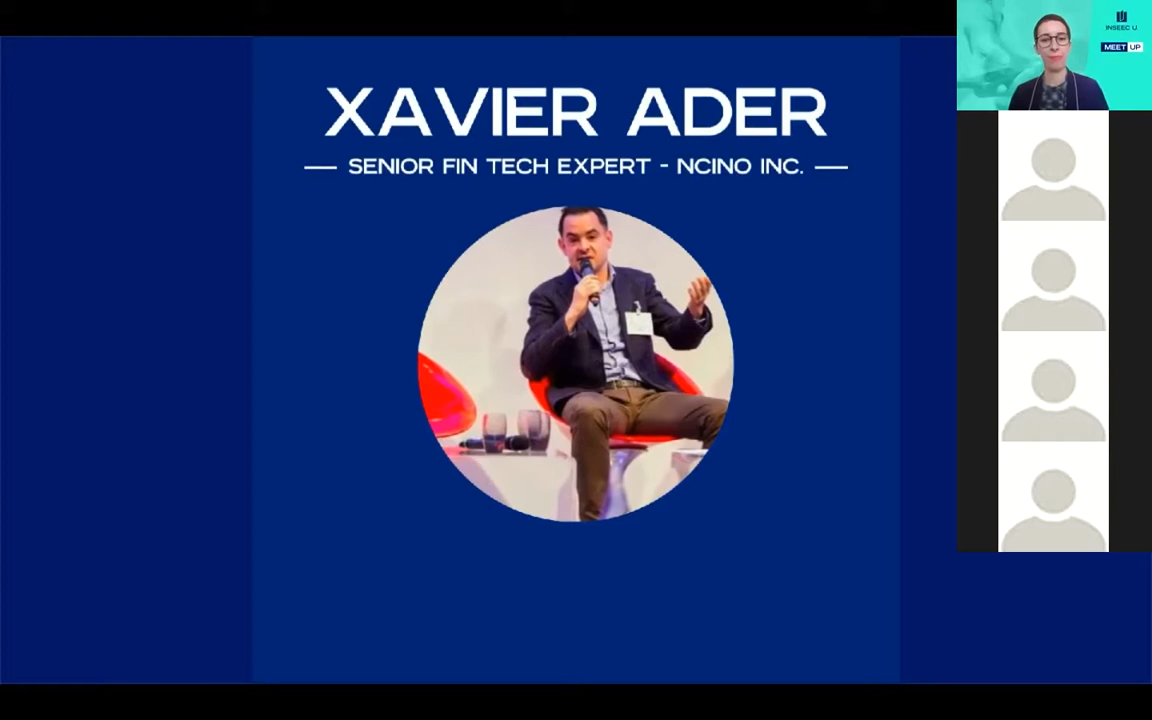 XAVIER ADER
SENIOR FIN TECH EXPERT - NCINO INC.
INSEEC U
MEET UP